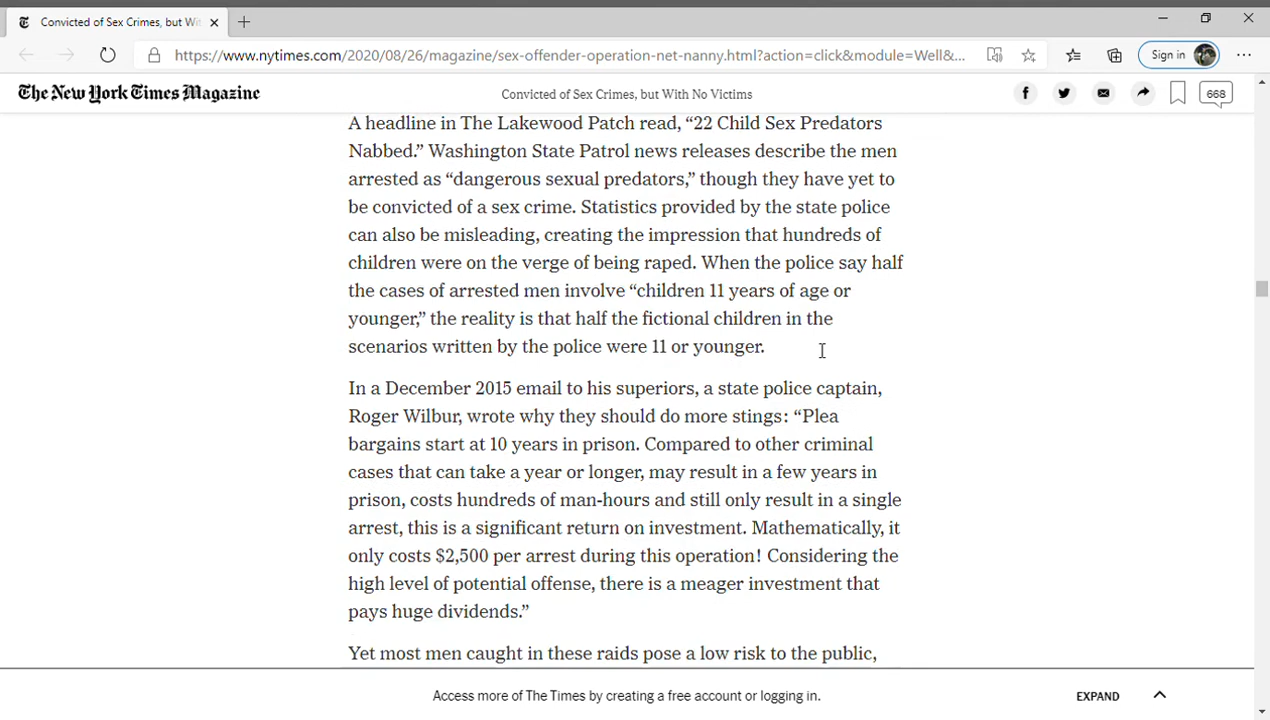 Convicted of Sex Crimes, but Wit
https://www.nytimes.com/2020/08/26/magazine/sex-offender-operation-net-nanny.html?action=click&module=Well&...
Sign in
The New York Times Magazine
Convicted of Sex Crimes, but With No Victims
668
A headline in The Lakewood Patch read, “22 Child Sex Predators
Nabbed.” Washington State Patrol news releases describe the men
arrested as “dangerous sexual predators,” though they have yet to
be convicted of a sex crime. Statistics provided by the state police
can also be misleading, creating the impression that hundreds of
children were on the verge of being raped. When the police say half
the cases of arrested men involve “children 11 years of age or
younger,” the reality is that half the fictional children in the
scenarios written by the police were 11 or younger.
In a December 2015 email to his superiors, a state police captain,
Roger Wilbur, wrote why they should do more stings: “Plea
bargains start at 10 years in prison. Compared to other criminal
cases that can take a year or longer, may result in a few years in
prison, costs hundreds of man-hours and still only result in a single
arrest, this is a significant return on investment. Mathematically, it
only costs $2,500 per arrest during this operation! Considering the
high level of potential offense, there is a meager investment that
pays huge dividends.”
Yet most men caught in these raids pose a low risk to the public,
Access more of The Times by creating a free account or logging in.
EXPAND